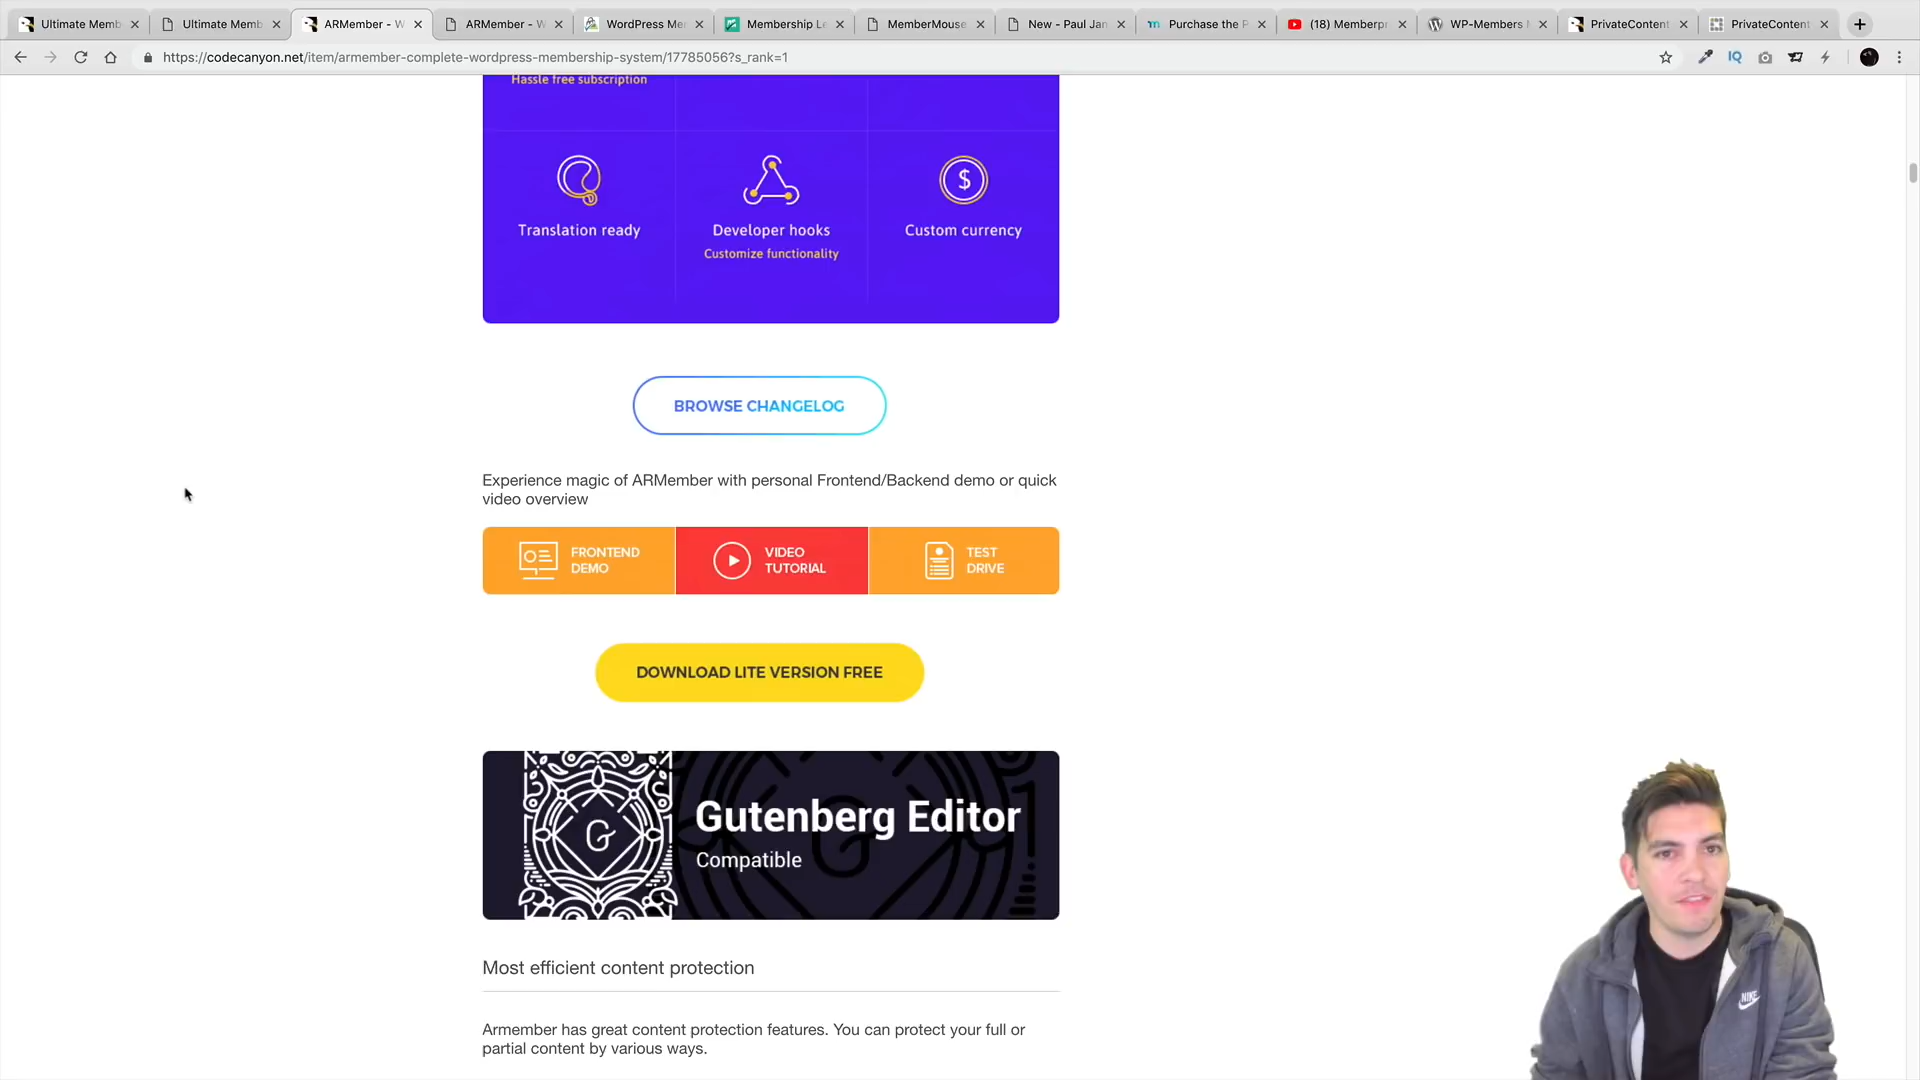 Ultimate Memb
Ultimate Memb
ARMember - W
ARMember - W
WordPress Me
Membership Le
MemberMouse
New - Paul Jan
Purchase the P
(18) Memberpr
WP-Members
PrivateContent
PrivateContent
https://codecanyon.net/item/armember-complete-wordpress-membership-system/17785056?s_rank=1
IQ
Hassle free subscription
Translation ready
Developer hooks
Custom currency
Customize functionality
BROWSE CHANGELOG
Experience magic of ARMember with personal Frontend/Backend demo or quick
video overview
FRONTEND
DEMO
VIDEO
TUTORIAL
TEST
DRIVE
DOWNLOAD LITE VERSION FREE
G
Gutenberg Editor
Compatible
Most efficient content protection
Armember has great content protection features. You can protect your full or
partial content by various ways.
NIKE